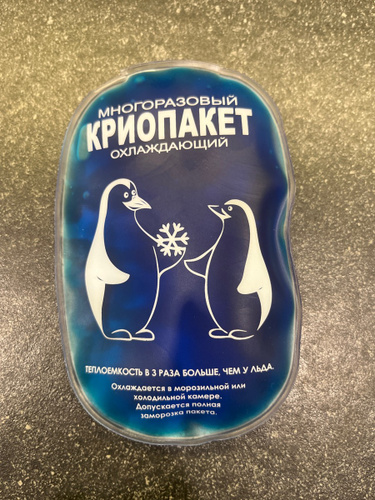 МНОГОРАЗОВЫЙ
КРИОПАКЕТ
ОХЛАЖДАЮЩИЙ
ТЕПЛОЕМКОСТЬ В 3 РАЗА БОЛЬШЕ, ЧЕМ У ЛЬДА.
Охлаждается в морозильной или
холодильной камере.
Допускается полная
заморозка пакета.